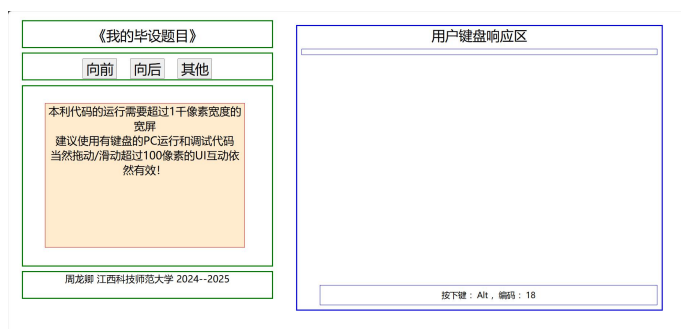 《我的毕设题目》
向前 向后 其他
本利代码的运行需要超过1千像素宽度的
宽屏
建议使用有键盘的PC运行和调试代码
当然拖动/滑动超过100像素的UI互动依
然有效!
周龙卿 江西科技师范大学 2024--2025
用户键盘响应区
按下键 : Alt , 编码 : 18